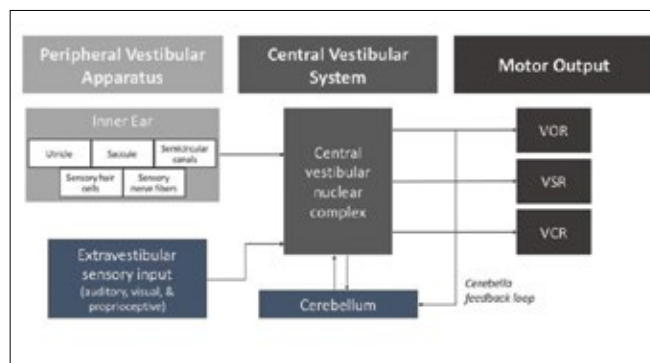 Peripheral Vestibular
Apparatus
Central Vestibular
System
Motor Output
Inner Ear
Utricle
Saccule
Semicircular
canals
Sensory hair
cells
Sensory
nerve fibers
Central
vestibular
nuclear
complex
VOR
VSR
VCR
Extravestibular
sensory input
(auditory, visual, &
proprioceptive)
Cerebellum
Cerebella
feedback loop